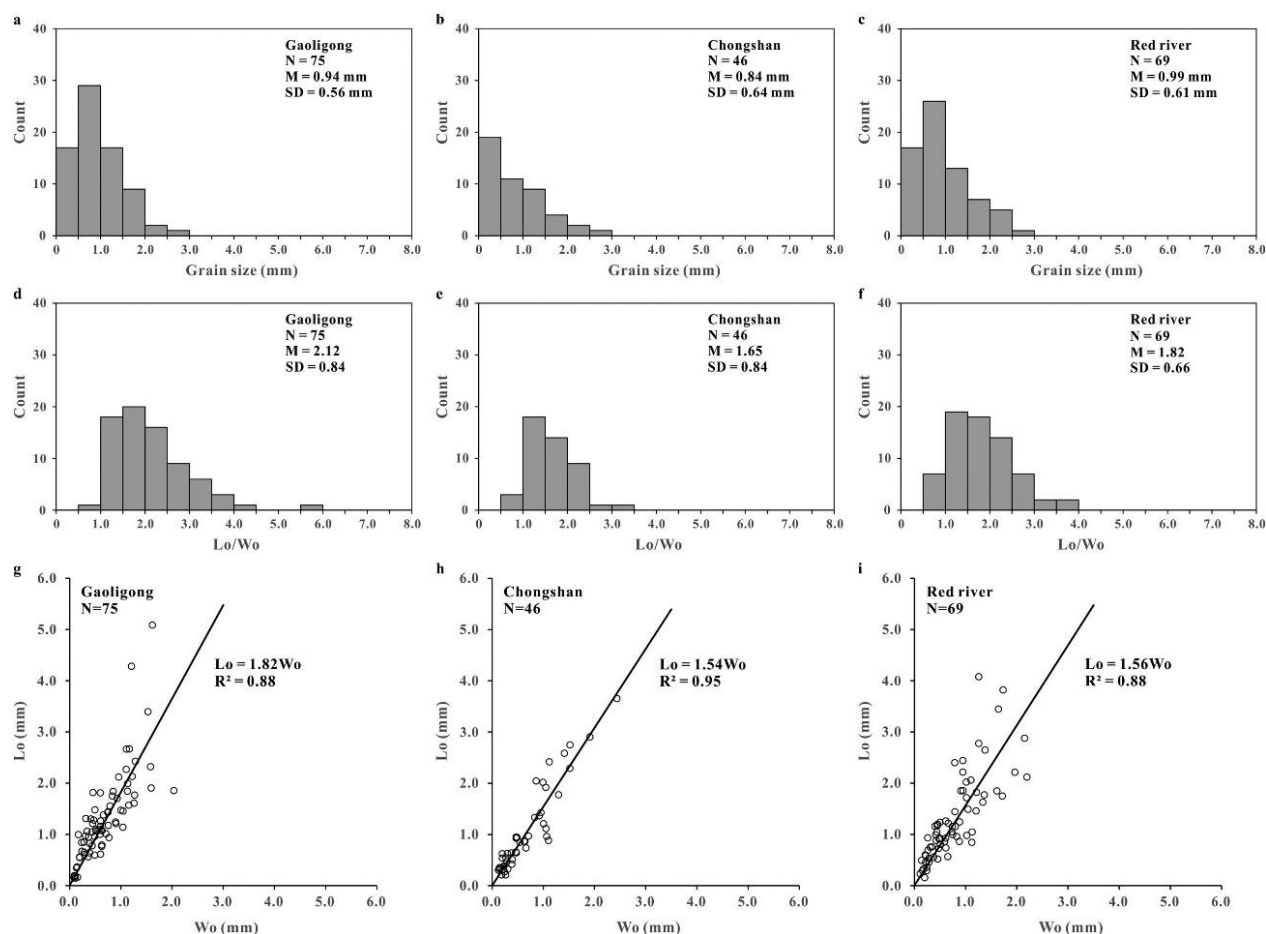 a
Gaoligong
N = 75
M = 0.94 mm
SD = 0.56 mm
Count
40
30
20
10
0
0 1.0 2.0 3.0 4.0 5.0 6.0 7.0 8.0
Grain size (mm)
b
Chongshan
N = 46
M = 0.84 mm
SD = 0.64 mm
Count
40
30
20
10
0
0 1.0 2.0 3.0 4.0 5.0 6.0 7.0 8.0
Grain size (mm)
c
Red river
N = 69
M = 0.99 mm
SD = 0.61 mm
Count
40
30
20
10
0
0 1.0 2.0 3.0 4.0 5.0 6.0 7.0 8.0
Grain size (mm)
d
Gaoligong
N = 75
M = 2.12
SD = 0.84
Count
40
30
20
10
0
0 1.0 2.0 3.0 4.0 5.0 6.0 7.0 8.0
Lo/Wo
e
Chongshan
N = 46
M = 1.65
SD = 0.84
Count
40
30
20
10
0
0 1.0 2.0 3.0 4.0 5.0 6.0 7.0 8.0
Lo/Wo
f
Red river
N = 69
M = 1.82
SD = 0.66
Count
40
30
20
10
0
0 1.0 2.0 3.0 4.0 5.0 6.0 7.0 8.0
Lo/Wo
g
Gaoligong
N=75
Lo = 1.82Wo
R² = 0.88
Lo (mm)
6.0
5.0
4.0
3.0
2.0
1.0
0.0
0.0 1.0 2.0 3.0 4.0 5.0 6.0
Wo (mm)
h
Chongshan
N=46
Lo = 1.54Wo
R² = 0.95
Lo (mm)
6.0
5.0
4.0
3.0
2.0
1.0
0.0
0.0 1.0 2.0 3.0 4.0 5.0 6.0
Wo (mm)
i
Red river
N=69
Lo = 1.56Wo
R² = 0.88
Lo (mm)
6.0
5.0
4.0
3.0
2.0
1.0
0.0
0.0 1.0 2.0 3.0 4.0 5.0 6.0
Wo (mm)